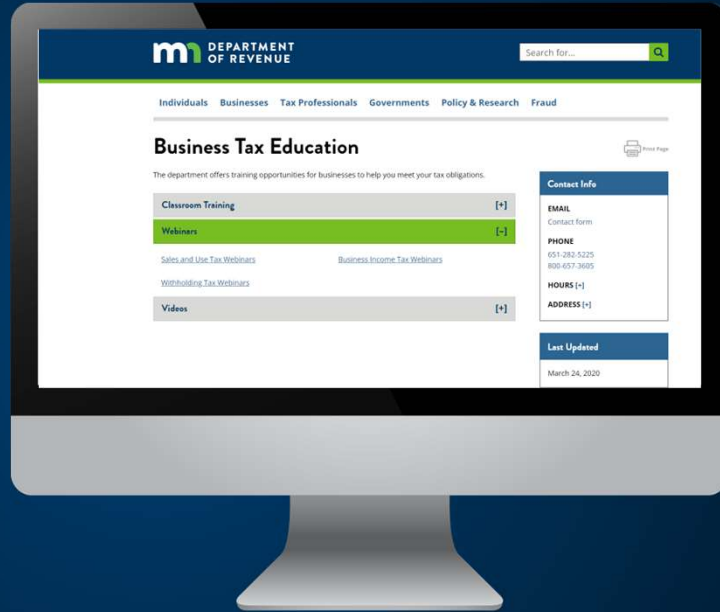 mn DEPARTMENT
OF REVENUE
Search for...
Individuals Businesses Tax Professionals Governments Policy & Research Fraud
Business Tax Education
Print Page
The department offers training opportunities for businesses to help you meet your tax obligations.
Classroom Training [+]
Webinars [–]
Sales and Use Tax Webinars Business Income Tax Webinars
Withholding Tax Webinars
Videos [+]
Contact Info
EMAIL
Contact form
PHONE
651-282-5225
800-657-3605
HOURS [+]
ADDRESS [+]
Last Updated
March 24, 2020